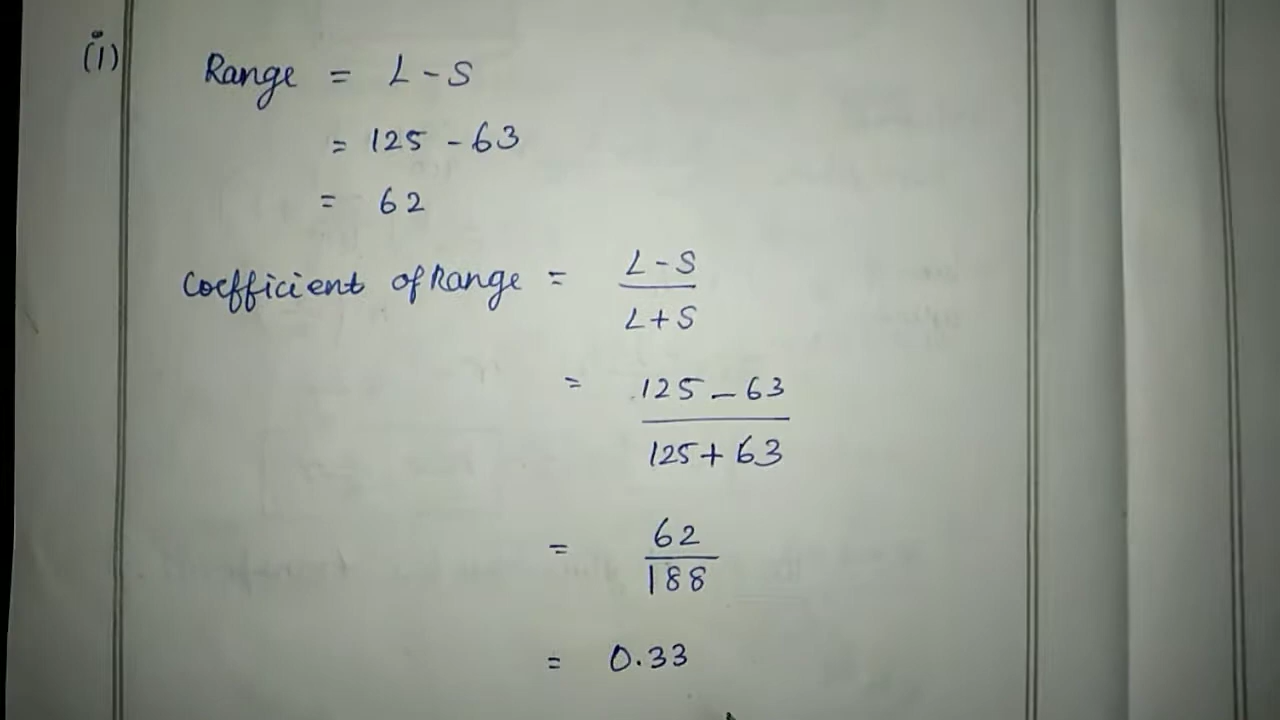 (i) Range = L - S
= 125 - 63
= 62
Coefficient of Range = L - S
L + S
= 125 - 63
125 + 63
= 62
188
= 0.33